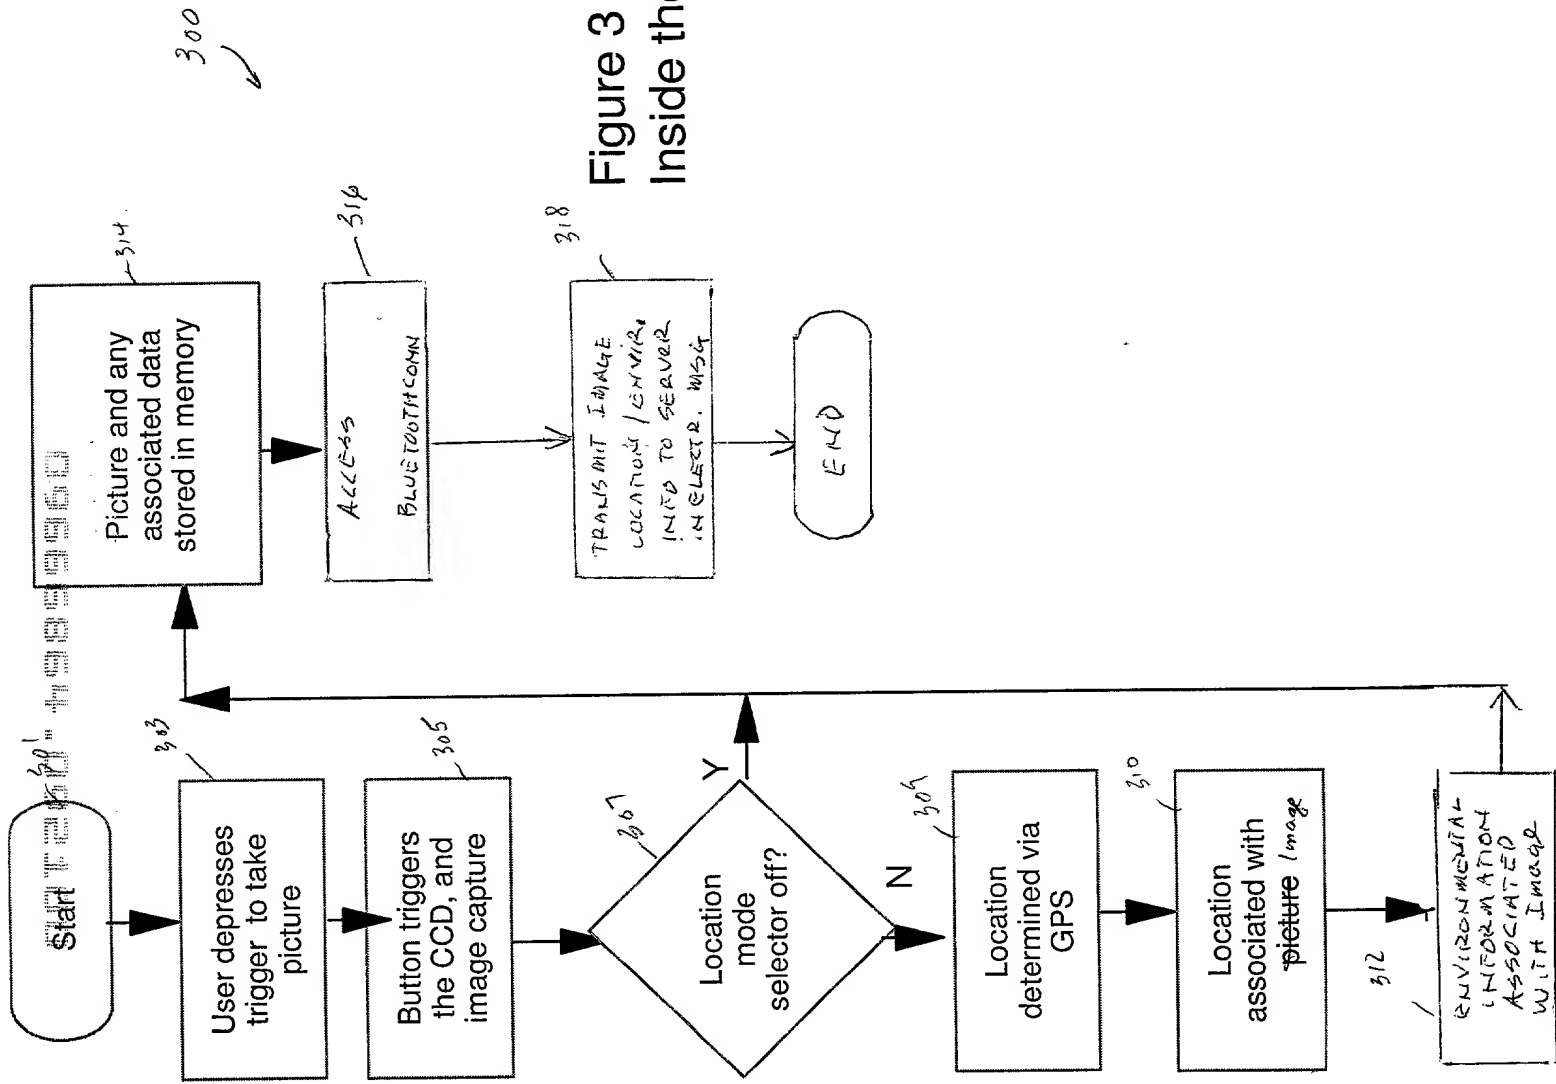 301
Start
303
User depresses
trigger to take
picture
305
Button triggers
the CCD, and
image capture
307
Location
mode
selector off?
Y
N
309
Location
determined via
GPS
310
Location
associated with
picture Image
312
ENVIRONMENTAL
INFORMATION
ASSOCIATED
WITH Image
314
Picture and any
associated data
stored in memory
316
ACCESS
BLUETOOTH COMN
318
TRANSMIT IMAGE
LOCATION / ENVIR.
INFO TO SERVER
IN ELECTR. MSG
END
300
Figure 3
Inside the